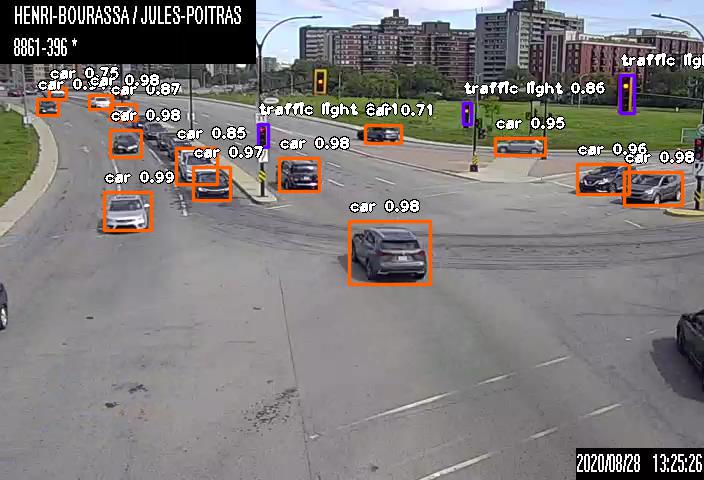 HENRI-BOURASSA / JULES-POITRAS
8861-396 *
car 0.75
car 0.98
car 0.87
traffic light
traffic light 0.86
car 0.98
traffic light
0.71
car 0.85
car 0.98
car 0.95
car 0.97
car 0.96
car 0.98
car 0.99
car 0.98
2020/08/28 13:25:26